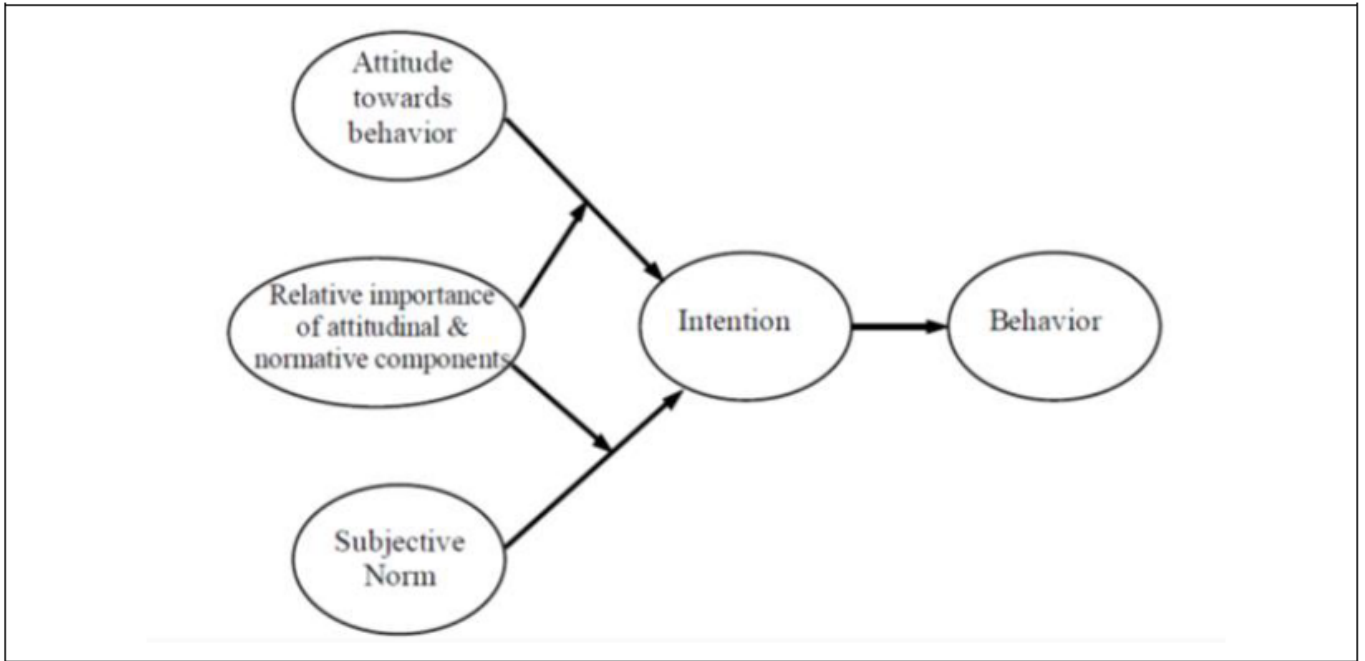 Attitude
towards
behavior
Relative importance
of attitudinal &
normative components
Intention
Behavior
Subjective
Norm